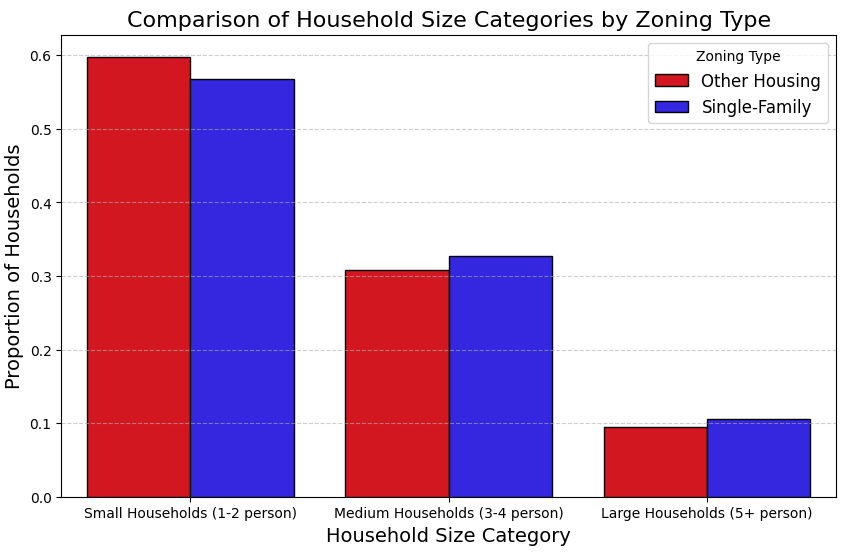 Comparison of Household Size Categories by Zoning Type
Zoning Type
Other Housing
Single-Family
Proportion of Households
0.6
0.5
0.4
0.3
0.2
0.1
0.0
Small Households (1-2 person)
Medium Households (3-4 person)
Large Households (5+ person)
Household Size Category